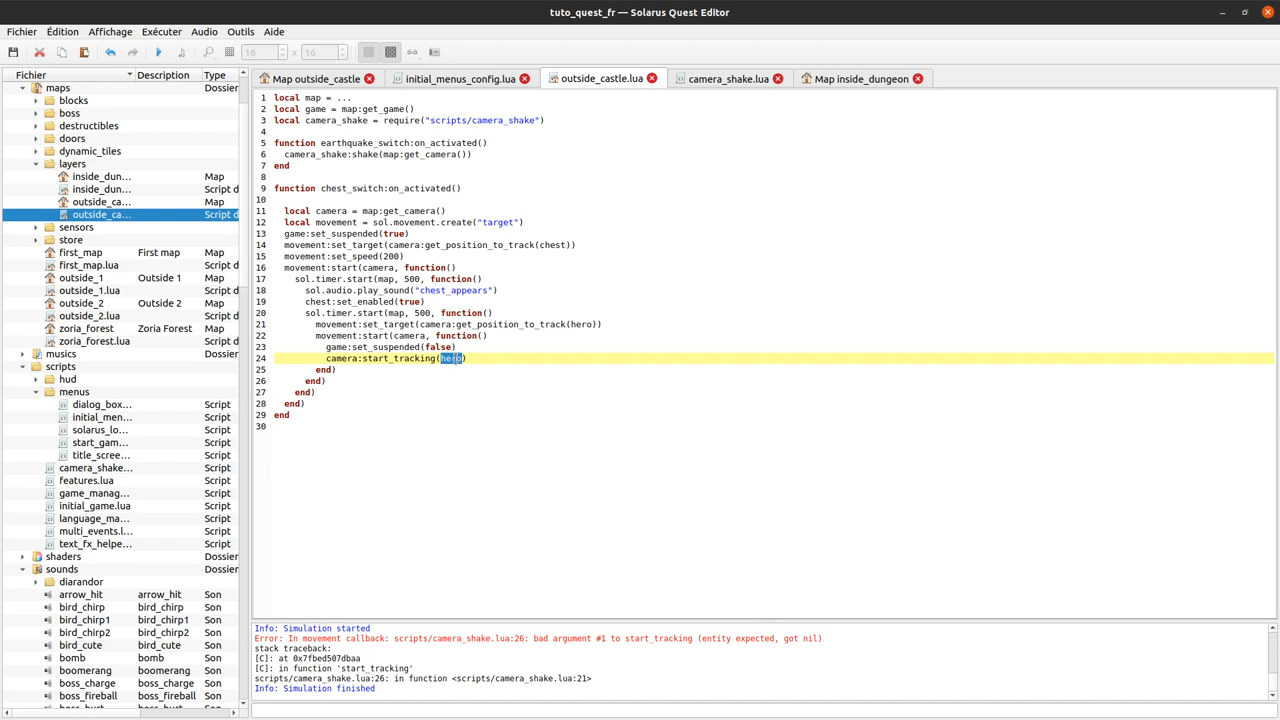 tuto_quest_fr — Solarus Quest Editor
Fichier Édition Affichage Exécuter Audio Outils Aide
16 x 16
Fichier Description Type
maps Dossier
blocks
boss
destructibles
doors
dynamic_tiles
layers
inside_dun... Map
inside_dun... Script d
outside_ca... Map
outside_ca... Script d
sensors
store
first_map First map Map
first_map.lua Script d
outside_1 Outside 1 Map
outside_1.lua Script d
outside_2 Outside 2 Map
outside_2.lua Script d
zoria_forest Zoria Forest Map
zoria_forest.lua Script d
musics Dossier
scripts Dossier
hud
menus
dialog_box... Script
initial_men... Script
solarus_lo... Script
start_gam... Script
title_scree... Script
camera_shake... Script
features.lua Script
game_manag... Script
initial_game.lua Script
language_ma... Script
multi_events.l... Script
text_fx_helpe... Script
shaders Dossier
sounds Dossier
diarandor
arrow_hit arrow_hit Son
bird_chirp bird_chirp Son
bird_chirp1 bird_chirp1 Son
bird_chirp2 bird_chirp2 Son
bird_cute bird_cute Son
bomb bomb Son
boomerang boomerang Son
boss_charge boss_charge Son
boss_fireball boss_fireball Son
boss_hurt boss_hurt Son
Map outside_castle initial_menus_config.lua outside_castle.lua camera_shake.lua Map inside_dungeon
1 local map = ...
2 local game = map:get_game()
3 local camera_shake = require("scripts/camera_shake")
4
5 function earthquake_switch:on_activated()
6 camera_shake:shake(map:get_camera())
7 end
8
9 function chest_switch:on_activated()
10
11 local camera = map:get_camera()
12 local movement = sol.movement.create("target")
13 game:set_suspended(true)
14 movement:set_target(camera:get_position_to_track(chest))
15 movement:set_speed(200)
16 movement:start(camera, function()
17 sol.timer.start(map, 500, function()
18 sol.audio.play_sound("chest_appears")
19 chest:set_enabled(true)
20 sol.timer.start(map, 500, function()
21 movement:set_target(camera:get_position_to_track(hero))
22 movement:start(camera, function()
23 game:set_suspended(false)
24 camera:start_tracking(hero)
25 end)
26 end)
27 end)
28 end)
29 end
30
Info: Simulation started
Error: In movement callback: scripts/camera_shake.lua:26: bad argument #1 to start_tracking (entity expected, got nil)
stack traceback:
[C]: at 0x7fbed507dbaa
[C]: in function 'start_tracking'
scripts/camera_shake.lua:26: in function <scripts/camera_shake.lua:21>
Info: Simulation finished